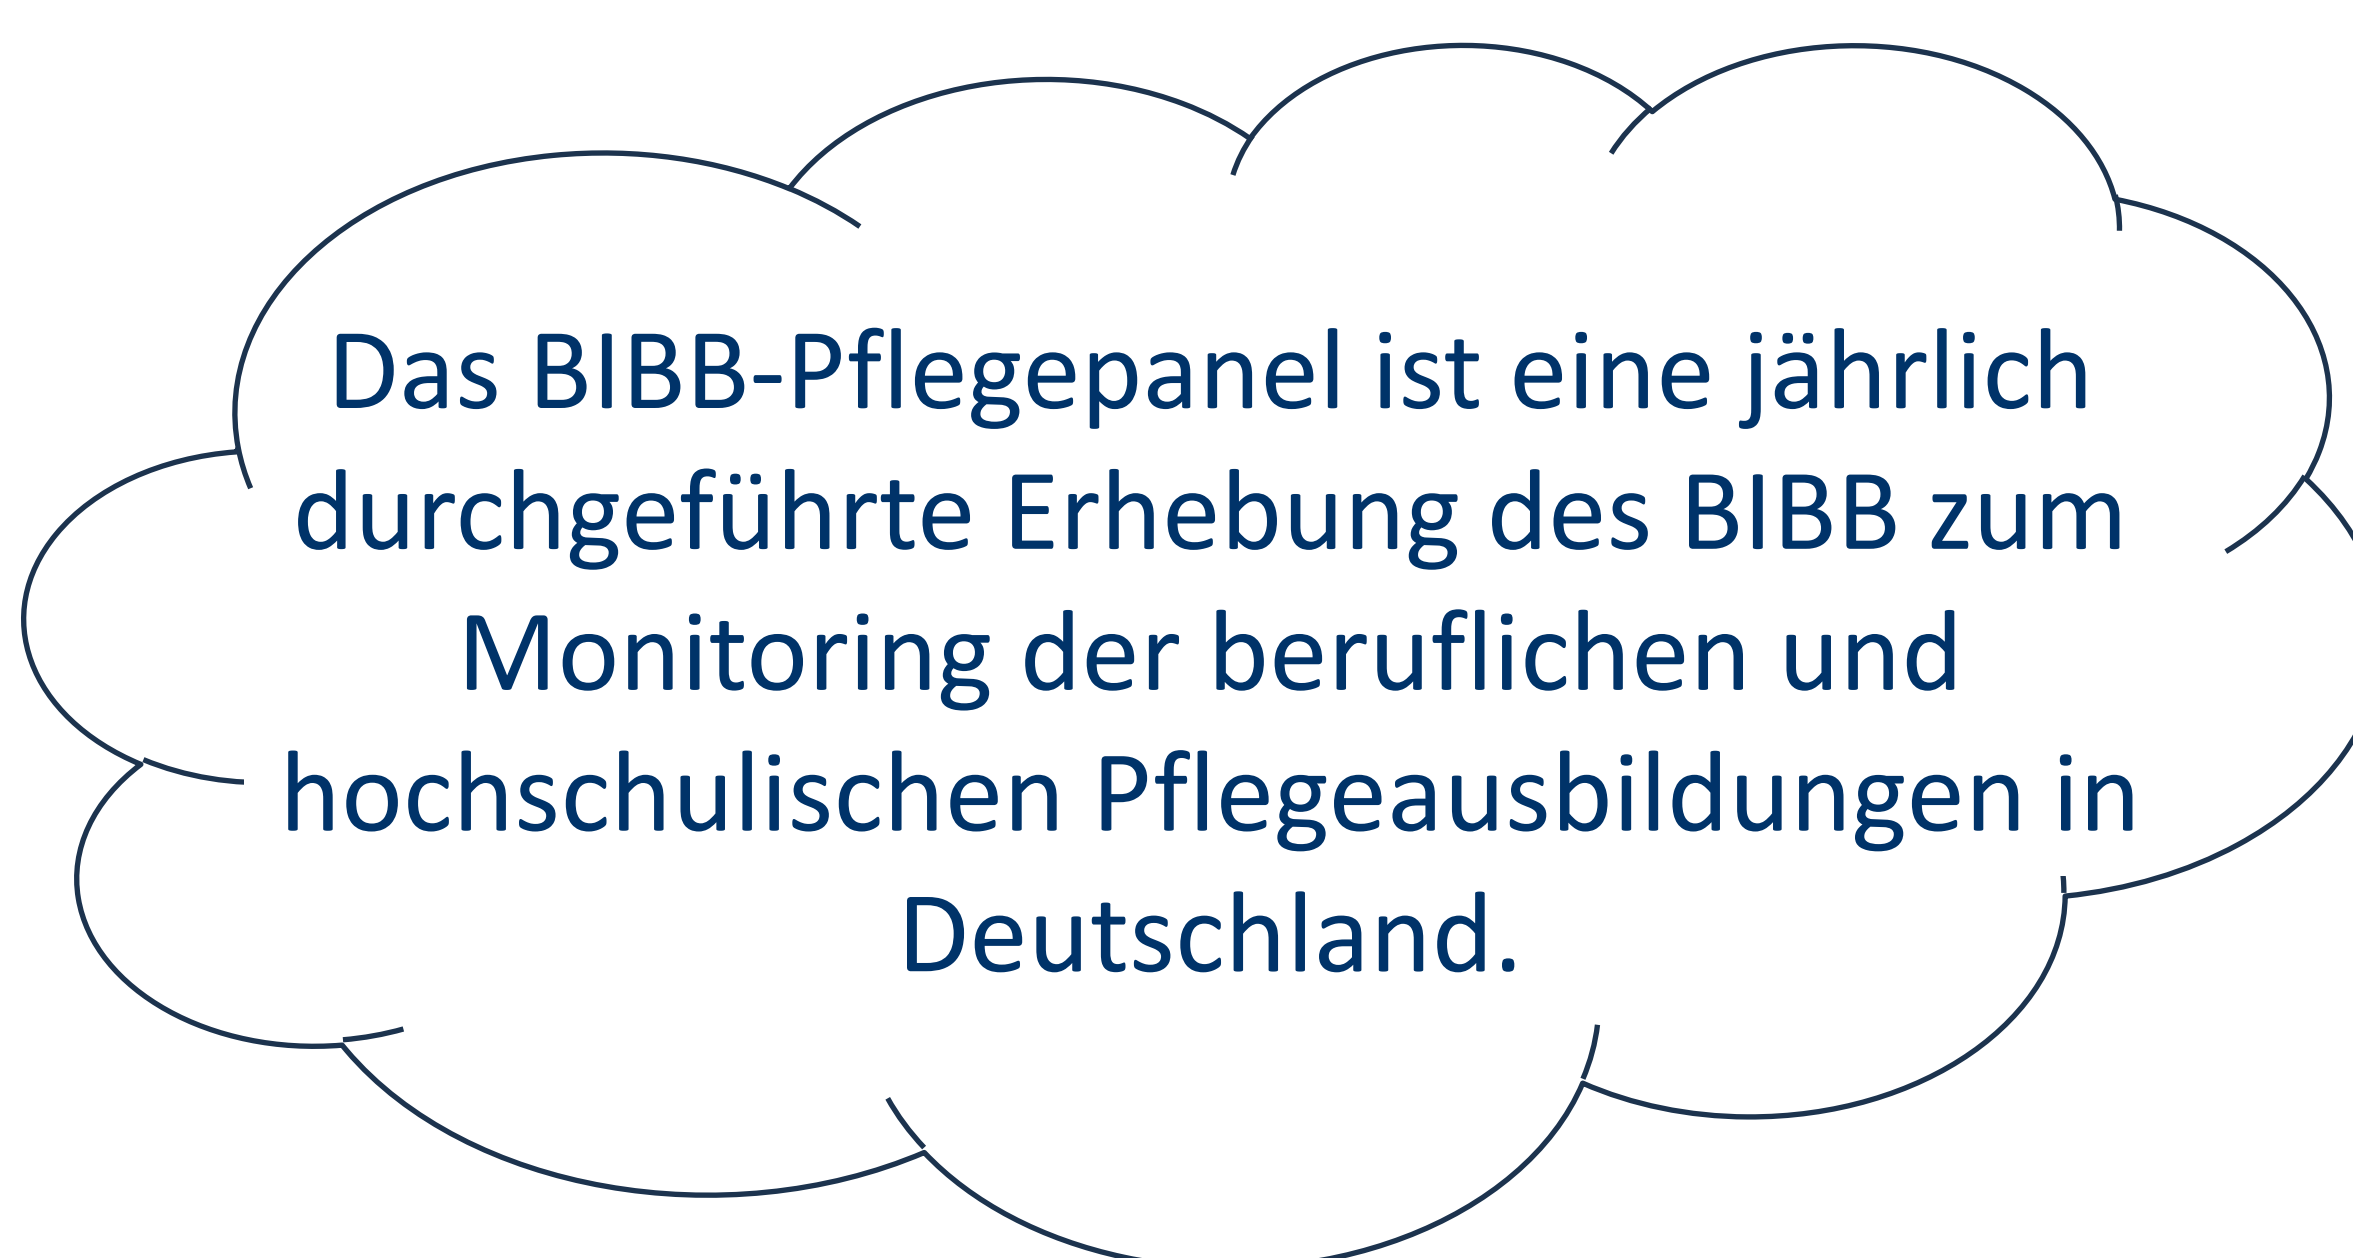 Das BIBB-Pflegepanel ist eine jährlich
durchgeführte Erhebung des BIBB zum
Monitoring der beruflichen und
hochschulischen Pflegeausbildungen in
Deutschland.